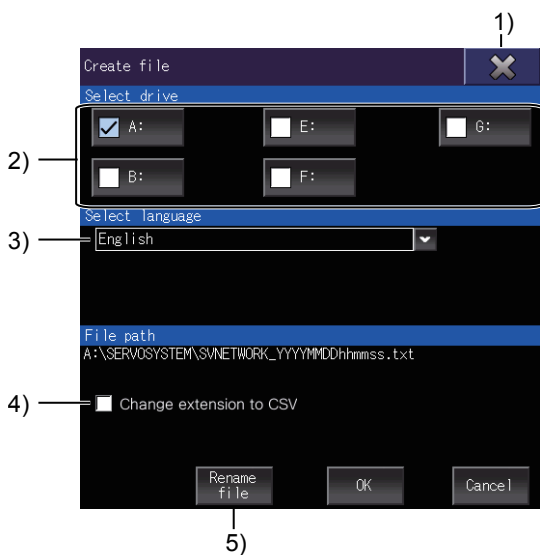 1)
Create file
Select drive
A:
E:
G:
2)
B:
F:
Select language
3)
English
File path
A:\SERVOSYSTEM\SVNETWORK_YYYYMMDDhhmmss.txt
4)
Change extension to CSV
Rename
file
OK
Cancel
5)